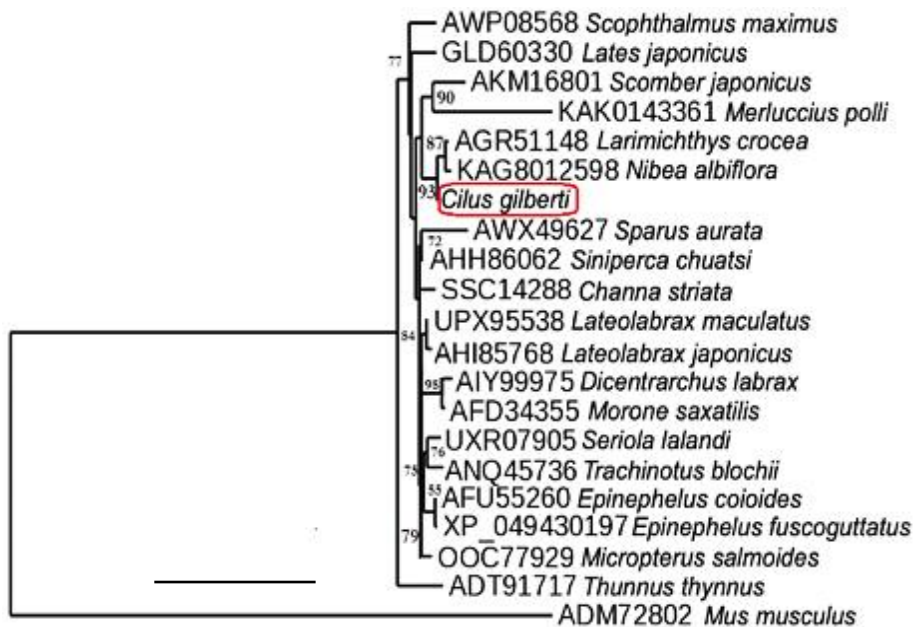 AWP08568 Scophthalmus maximus
77
GLD60330 Lates japonicus
AKM16801 Scomber japonicus
90
KAK0143361 Merluccius polli
87 AGR51148 Larimichthys crocea
KAG8012598 Nibea albiflora
93 Cilus gilberti
AWX49627 Sparus aurata
72
AHH86062 Siniperca chuatsi
SSC14288 Channa striata
UPX95538 Lateolabrax maculatus
84
AHI85768 Lateolabrax japonicus
AIY99975 Dicentrarchus labrax
98
AFD34355 Morone saxatilis
UXR07905 Seriola lalandi
76
75 ANQ45736 Trachinotus blochii
55 AFU55260 Epinephelus coioides
XP_049430197 Epinephelus fuscoguttatus
79
OOC77929 Micropterus salmoides
ADT91717 Thunnus thynnus
ADM72802 Mus musculus